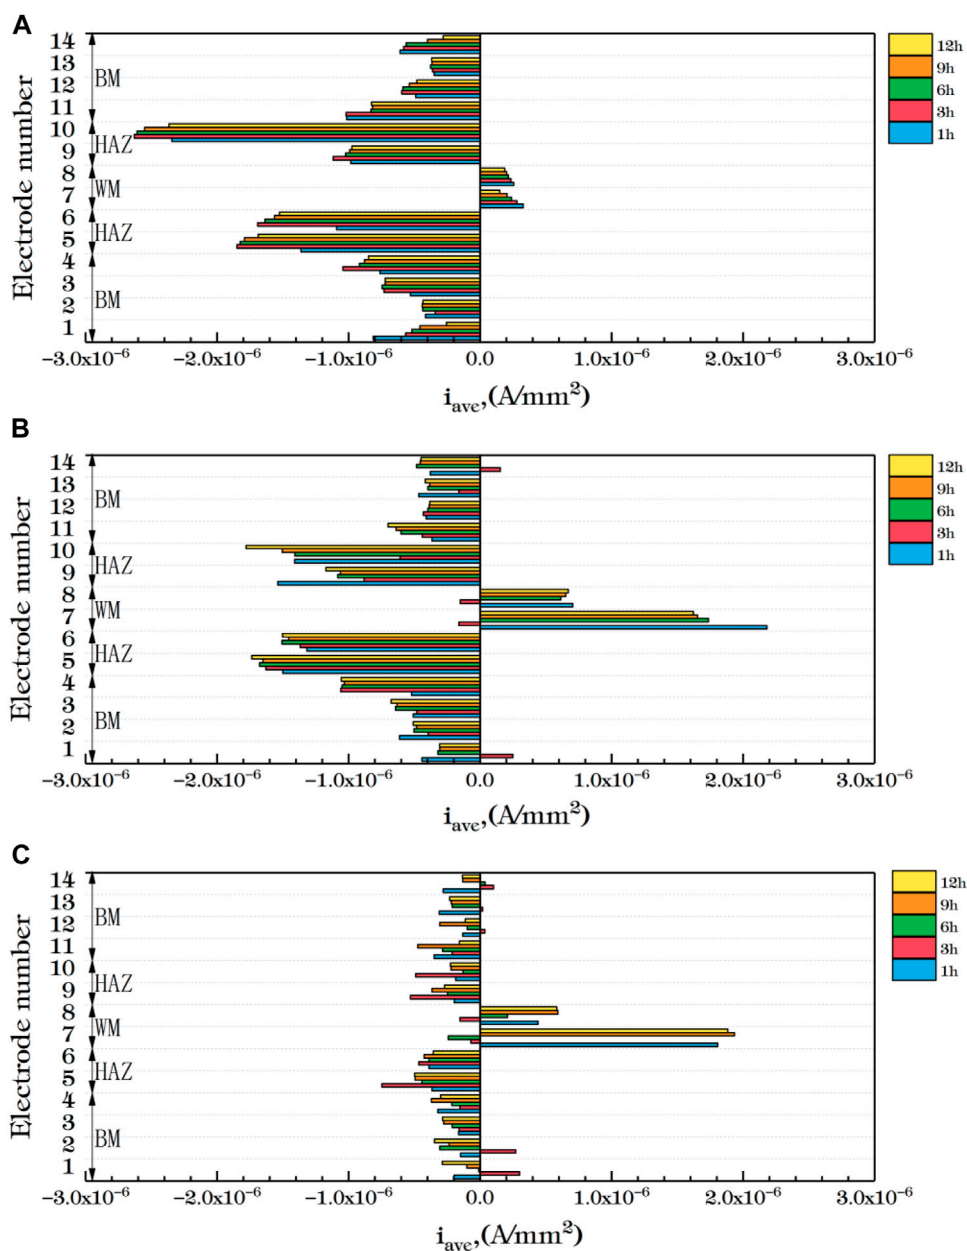 A
Electrode number
14
13
12
11
10
9
8
7
6
5
4
3
2
1
BM
HAZ
WM
HAZ
BM
12h
9h
6h
3h
1h
−3.0x10⁻⁶ −2.0x10⁻⁶ −1.0x10⁻⁶ 0.0 1.0x10⁻⁶ 2.0x10⁻⁶ 3.0x10⁻⁶
i_ave,(A/mm²)
B
Electrode number
14
13
12
11
10
9
8
7
6
5
4
3
2
1
BM
HAZ
WM
HAZ
BM
12h
9h
6h
3h
1h
−3.0x10⁻⁶ −2.0x10⁻⁶ −1.0x10⁻⁶ 0.0 1.0x10⁻⁶ 2.0x10⁻⁶ 3.0x10⁻⁶
i_ave,(A/mm²)
C
Electrode number
14
13
12
11
10
9
8
7
6
5
4
3
2
1
BM
HAZ
WM
HAZ
BM
12h
9h
6h
3h
1h
−3.0x10⁻⁶ −2.0x10⁻⁶ −1.0x10⁻⁶ 0.0 1.0x10⁻⁶ 2.0x10⁻⁶ 3.0x10⁻⁶
i_ave,(A/mm²)